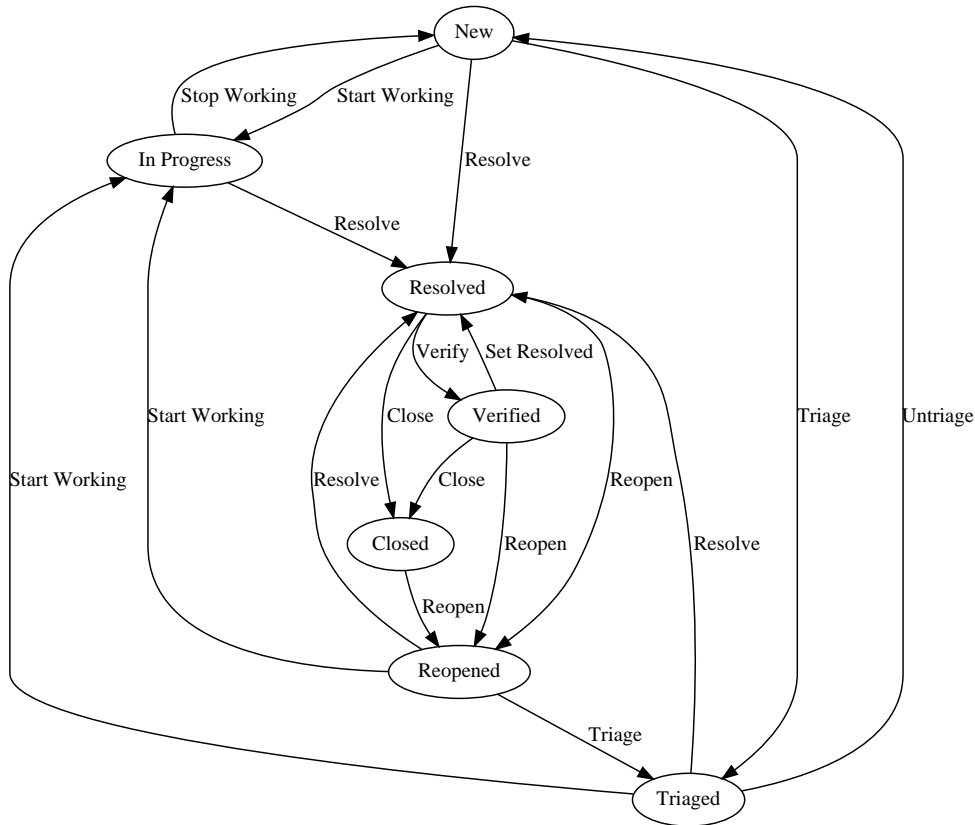 New
Stop Working
Start Working
In Progress
Resolve
Resolve
Resolved
Verify
Set Resolved
Close
Verified
Start Working
Triage
Untriage
Start Working
Resolve
Close
Reopen
Closed
Reopen
Resolve
Reopen
Reopened
Triage
Triaged